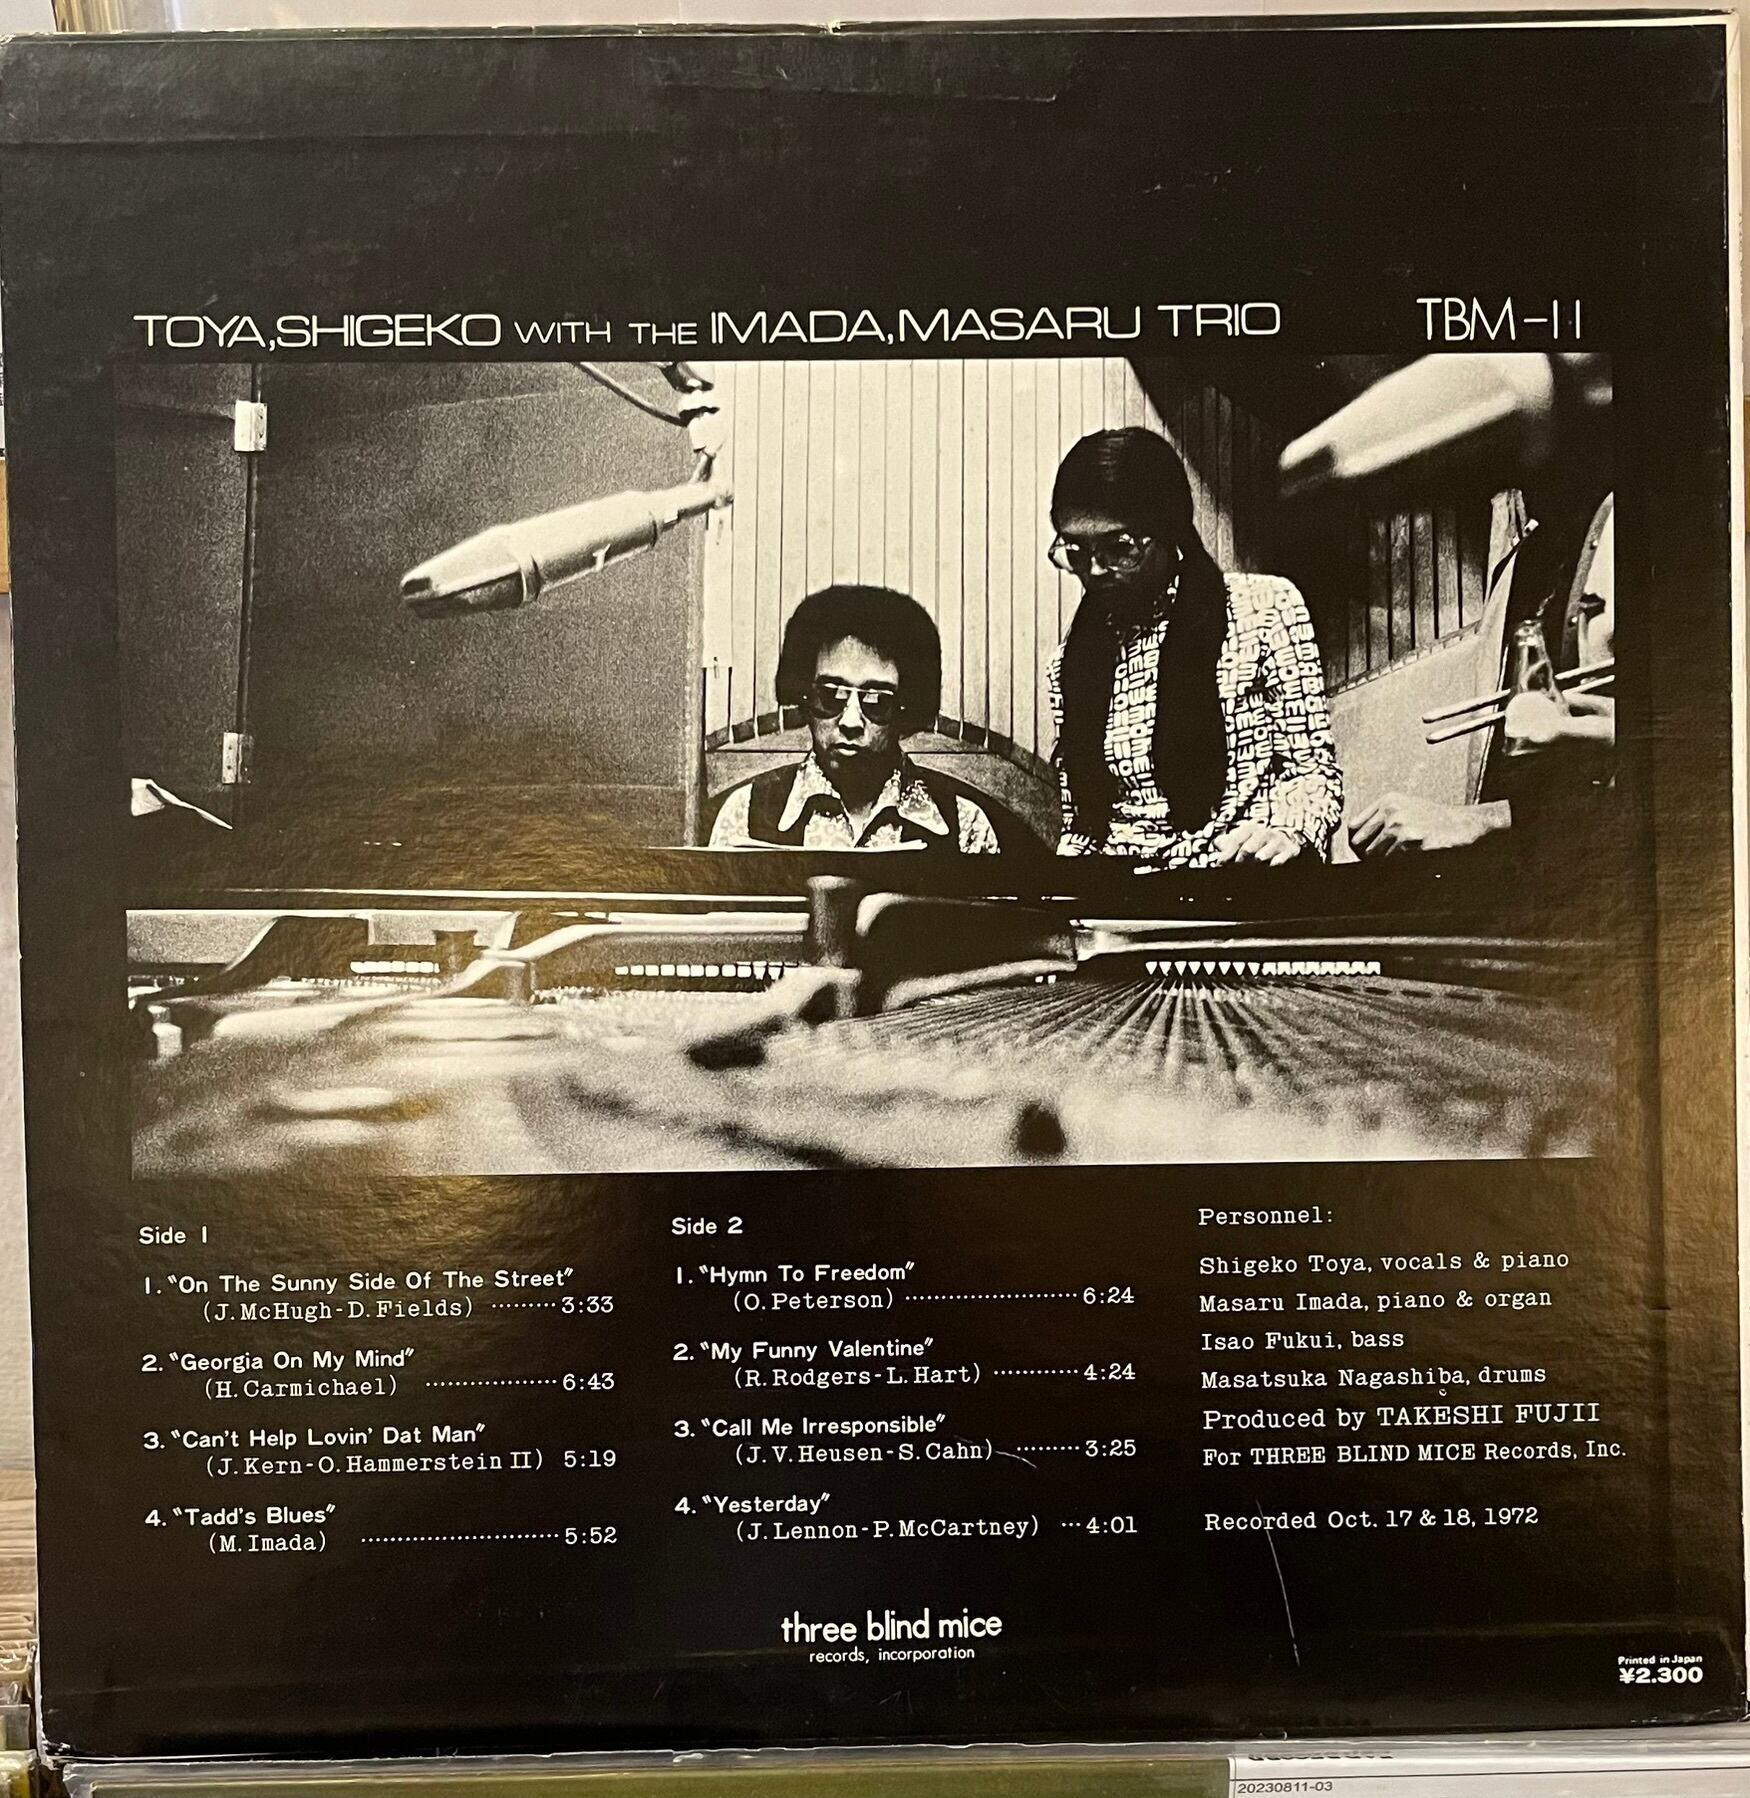 TOYA,SHIGEKO WITH THE IMADA,MASARU TRIO
TBM-11
Side 1
1. "On The Sunny Side Of The Street"
(J.McHugh-D.Fields) ......... 3:33
2. "Georgia On My Mind"
(H.Carmichael) .................. 6:43
3. "Can't Help Lovin' Dat Man"
(J.Kern-O.Hammerstein II) 5:19
4. "Tadd's Blues"
(M.Imada) ........................... 5:52
Side 2
1. "Hymn To Freedom"
(O.Peterson) ........................ 6:24
2. "My Funny Valentine"
(R.Rodgers-L.Hart) ............ 4:24
3. "Call Me Irresponsible"
(J.V.Heusen-S.Cahn) ......... 3:25
4. "Yesterday"
(J.Lennon-P.McCartney) ... 4:01
Personnel:
Shigeko Toya, vocals & piano
Masaru Imada, piano & organ
Isao Fukui, bass
Masatsuka Nagashiba, drums
Produced by TAKESHI FUJII
For THREE BLIND MICE Records, Inc.
Recorded Oct. 17 & 18, 1972
three blind mice
records, incorporation
Printed in Japan
¥2.300
20230811-03